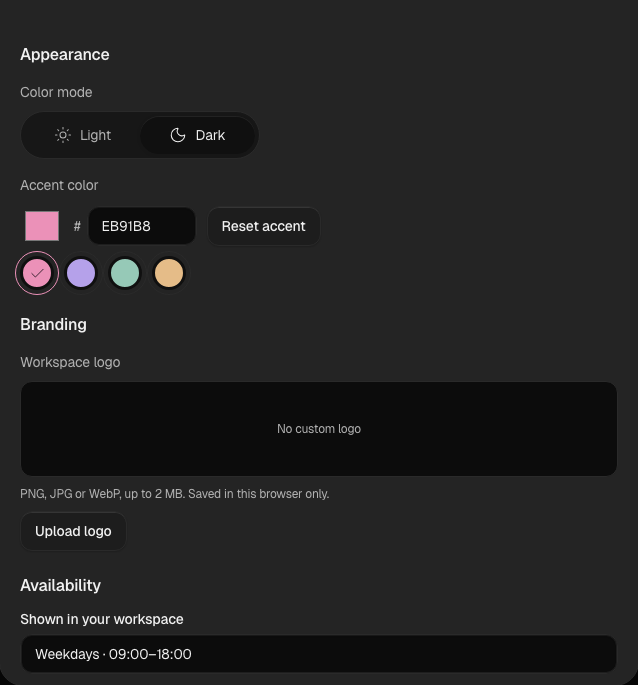 Appearance
Color mode
Light Dark
Accent color
# EB91B8 Reset accent
Branding
Workspace logo
No custom logo
PNG, JPG or WebP, up to 2 MB. Saved in this browser only.
Upload logo
Availability
Shown in your workspace
Weekdays · 09:00–18:00